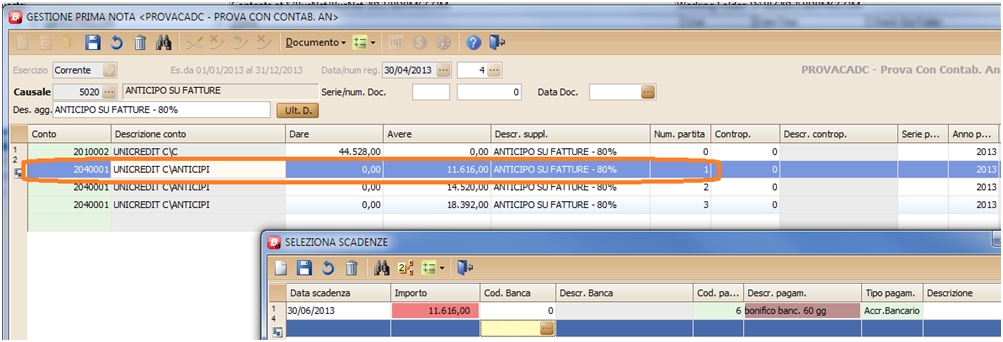 GESTIONE PRIMA NOTA <PROVACADC - PROVA CON CONTAB. AN>
Documento
INT
Esercizio Corrente Es.da 01/01/2013 al 31/12/2013 Data/num reg. 30/04/2013 4 PROVACADC - Prova Con Contab. Ana
Causale 5020 ANTICIPO SU FATTURE Serie/num. Doc. 0 Data Doc.
Des. agg. ANTICIPO SU FATTURE - 80% Ult. D.
Conto Descrizione conto Dare Avere Descr. suppl. Num. partita Controp. Descr. controp. Serie p... Anno p...
1 2010002 UNICREDIT C\C 44.528,00 0,00 ANTICIPO SU FATTURE - 80% 0 0 2013
2 2040001 UNICREDIT C\ANTICIPI 0,00 11.616,00 ANTICIPO SU FATTURE - 80% 1 0 2013
2040001 UNICREDIT C\ANTICIPI 0,00 14.520,00 ANTICIPO SU FATTURE - 80% 2 0 2013
2040001 UNICREDIT C\ANTICIPI 0,00 18.392,00 ANTICIPO SU FATTURE - 80% 3 0 2013
SELEZIONA SCADENZE
Data scadenza Importo Cod. Banca Descr. Banca Cod. pa... Descr. pagam. Tipo pagam. Descrizione
1 30/06/2013 11.616,00 0 6 bonifico banc. 60 gg Accr.Bancario
4